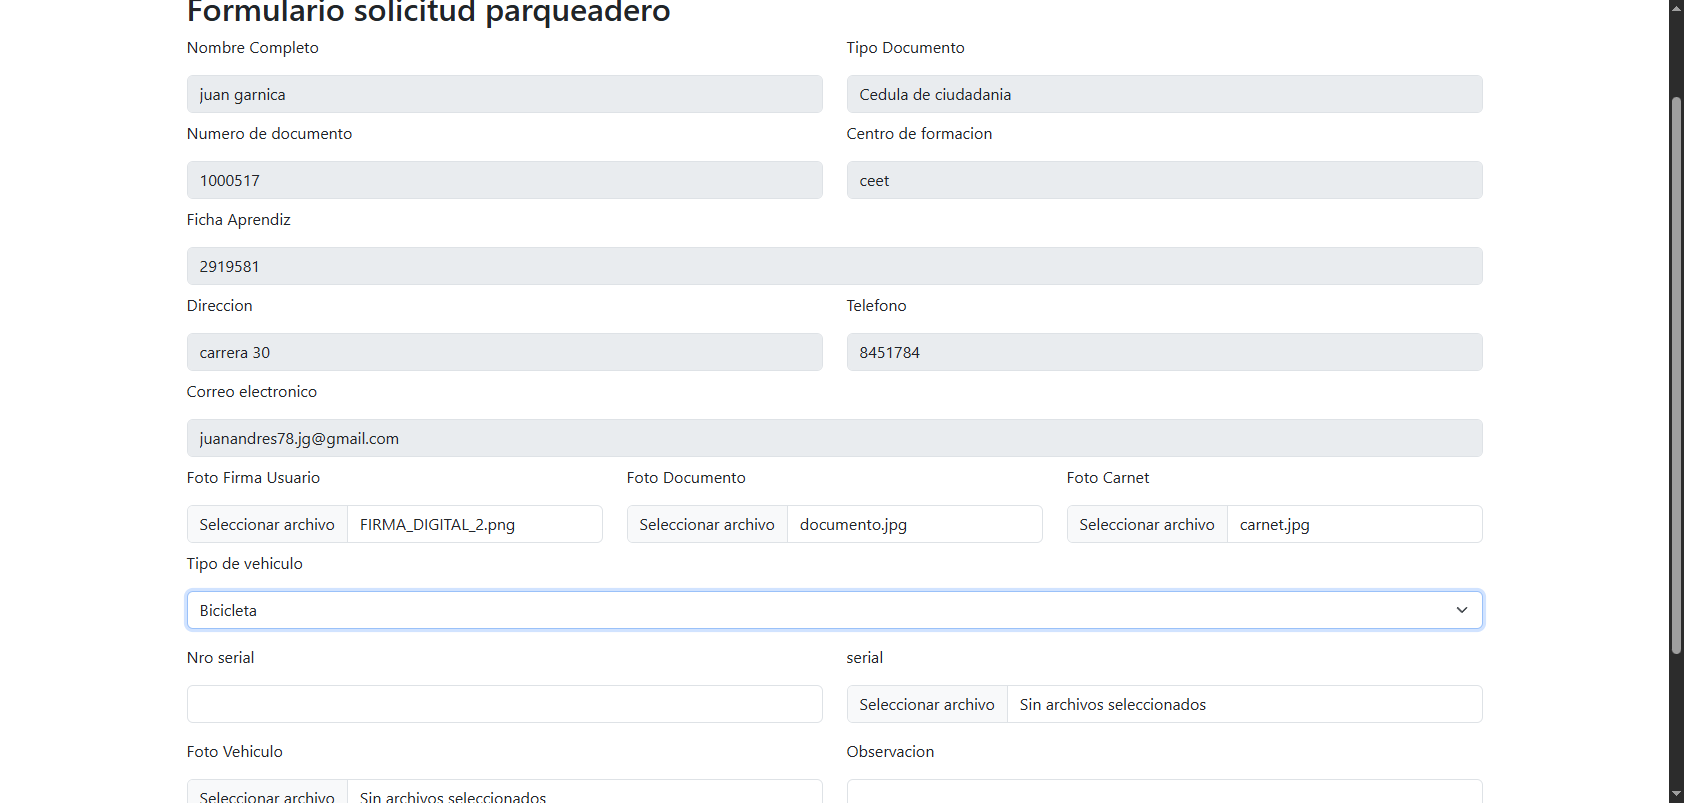 Formulario solicitud parqueadero
Nombre Completo
Tipo Documento
juan garnica
Cedula de ciudadania
Numero de documento
Centro de formacion
1000517
ceet
Ficha Aprendiz
2919581
Direccion
Telefono
carrera 30
8451784
Correo electronico
juanandres78.jg@gmail.com
Foto Firma Usuario
Foto Documento
Foto Carnet
Seleccionar archivo FIRMA_DIGITAL_2.png
Seleccionar archivo documento.jpg
Seleccionar archivo carnet.jpg
Tipo de vehiculo
Bicicleta
Nro serial
serial
Seleccionar archivo Sin archivos seleccionados
Foto Vehiculo
Observacion
Seleccionar archivo Sin archivos seleccionados